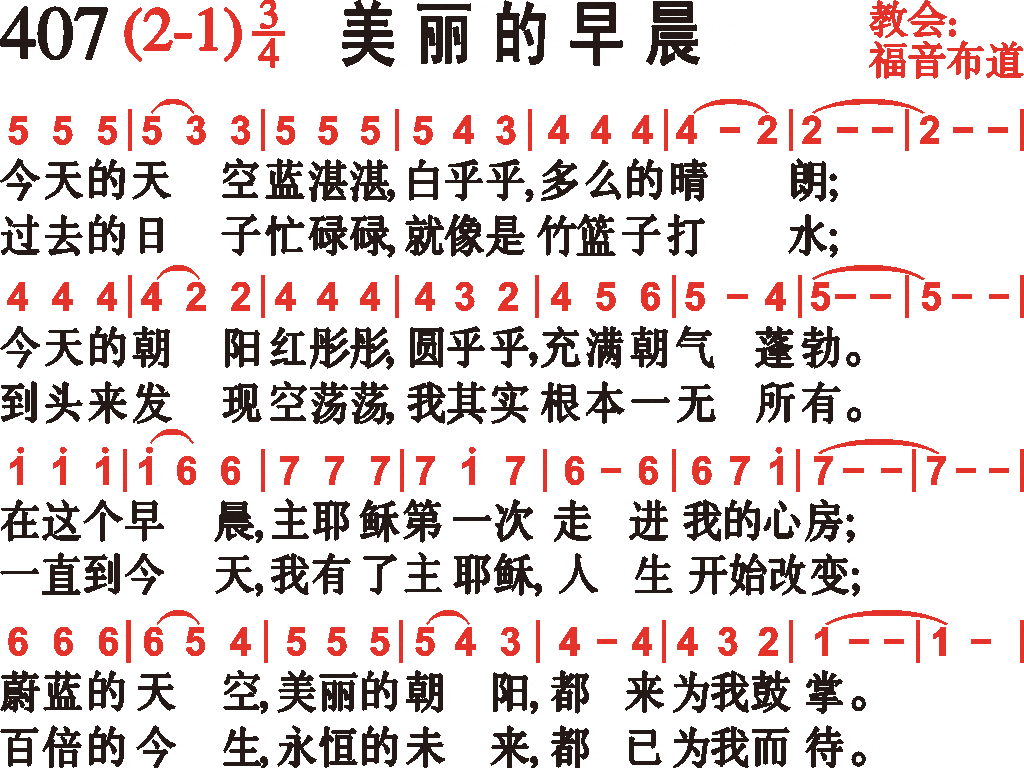 407 (2-1) 3/4 美丽的早晨 教会:
福音布道
5 5 5|5 3 3|5 5 5|5 4 3|4 4 4|4 - 2|2 - -|2 - -|
今天的天 空蓝湛湛,白乎乎,多么的晴 朗;
过去的日 子忙碌碌,就像是 竹篮子打 水;
4 4 4|4 2 2|4 4 4|4 3 2|4 5 6|5 - 4|5 - -|5 - -|
今天的朝 阳红彤彤,圆乎乎,充满朝气 蓬勃。
到头来发 现空荡荡,我其实 根本一无 所有。
i i i|i 6 6|7 7 7|7 i 7|6 - 6|6 7 i|7 - -|7 - -|
在这个早 晨,主耶稣第一次 走 进 我的心房;
一直到今 天,我有了主耶稣,人 生 开始改变;
6 6 6|6 5 4|5 5 5|5 4 3|4 - 4|4 3 2|1 - -|1 -
蔚蓝的天 空,美丽的朝 阳,都 来为我鼓掌。
百倍的今 生,永恒的未 来,都 已为我而待。